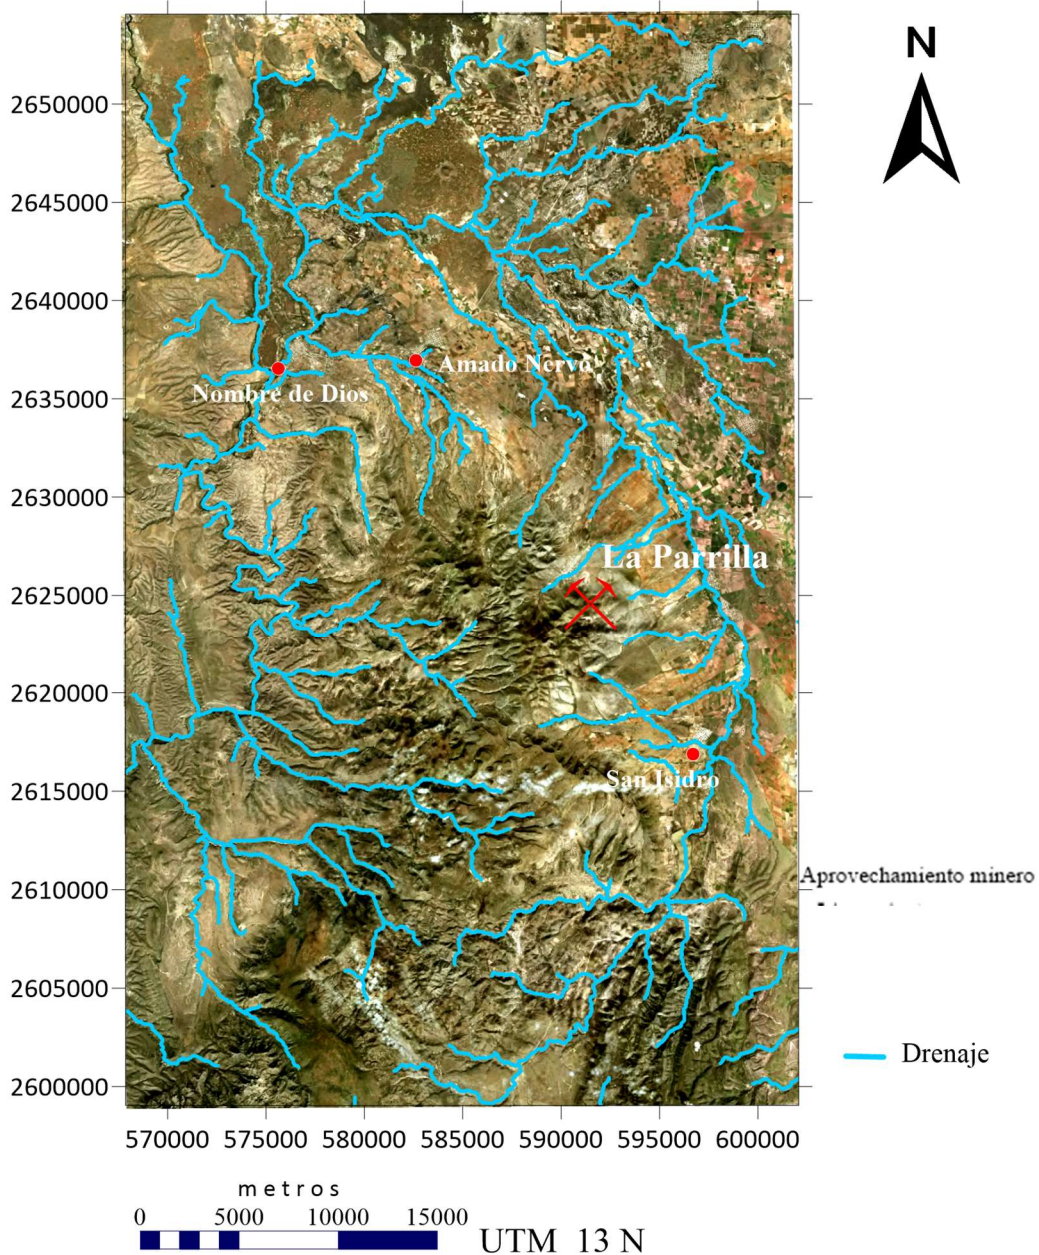 N
2650000
2645000
2640000
2635000
2630000
2625000
2620000
2615000
2610000
2605000
2600000
Amado Nervo
Nombre de Dios
La Parrilla
San Isidro
Aprovechamiento minero
Drenaje
570000 575000 580000 585000 590000 595000 600000
metros
0 5000 10000 15000
UTM 13 N